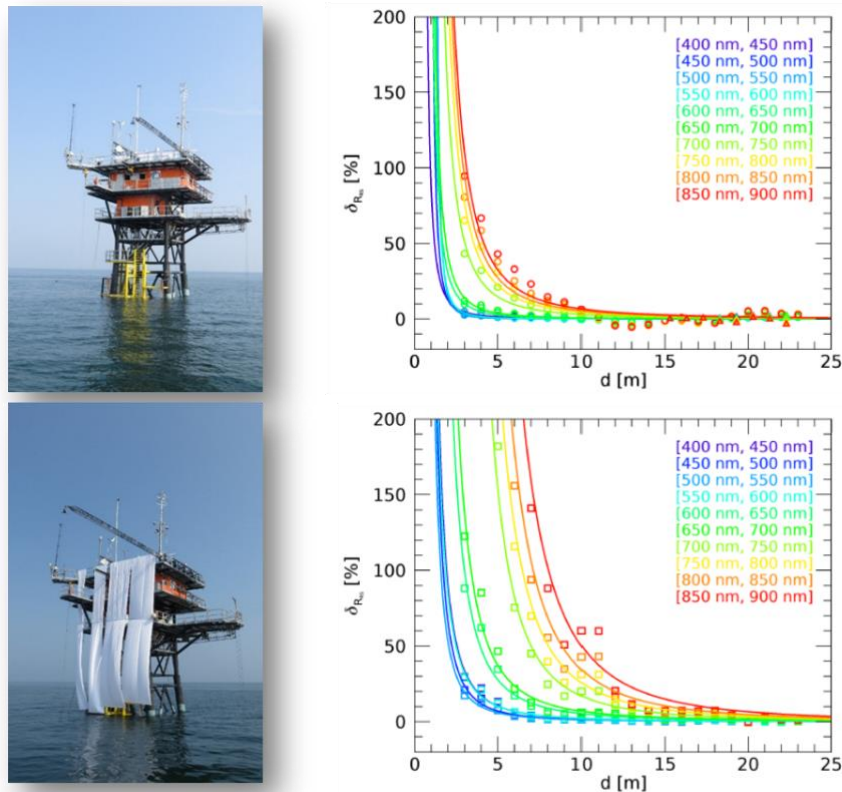 200
[400 nm, 450 nm]
[450 nm, 500 nm]
[500 nm, 550 nm]
[550 nm, 600 nm]
[600 nm, 650 nm]
[650 nm, 700 nm]
[700 nm, 750 nm]
[750 nm, 800 nm]
[800 nm, 850 nm]
[850 nm, 900 nm]
150
100
50
0
δ_Rrs [%]
0 5 10 15 20 25
d [m]
200
[400 nm, 450 nm]
[450 nm, 500 nm]
[500 nm, 550 nm]
[550 nm, 600 nm]
[600 nm, 650 nm]
[650 nm, 700 nm]
[700 nm, 750 nm]
[750 nm, 800 nm]
[800 nm, 850 nm]
[850 nm, 900 nm]
150
100
50
0
δ_Rrs [%]
0 5 10 15 20 25
d [m]